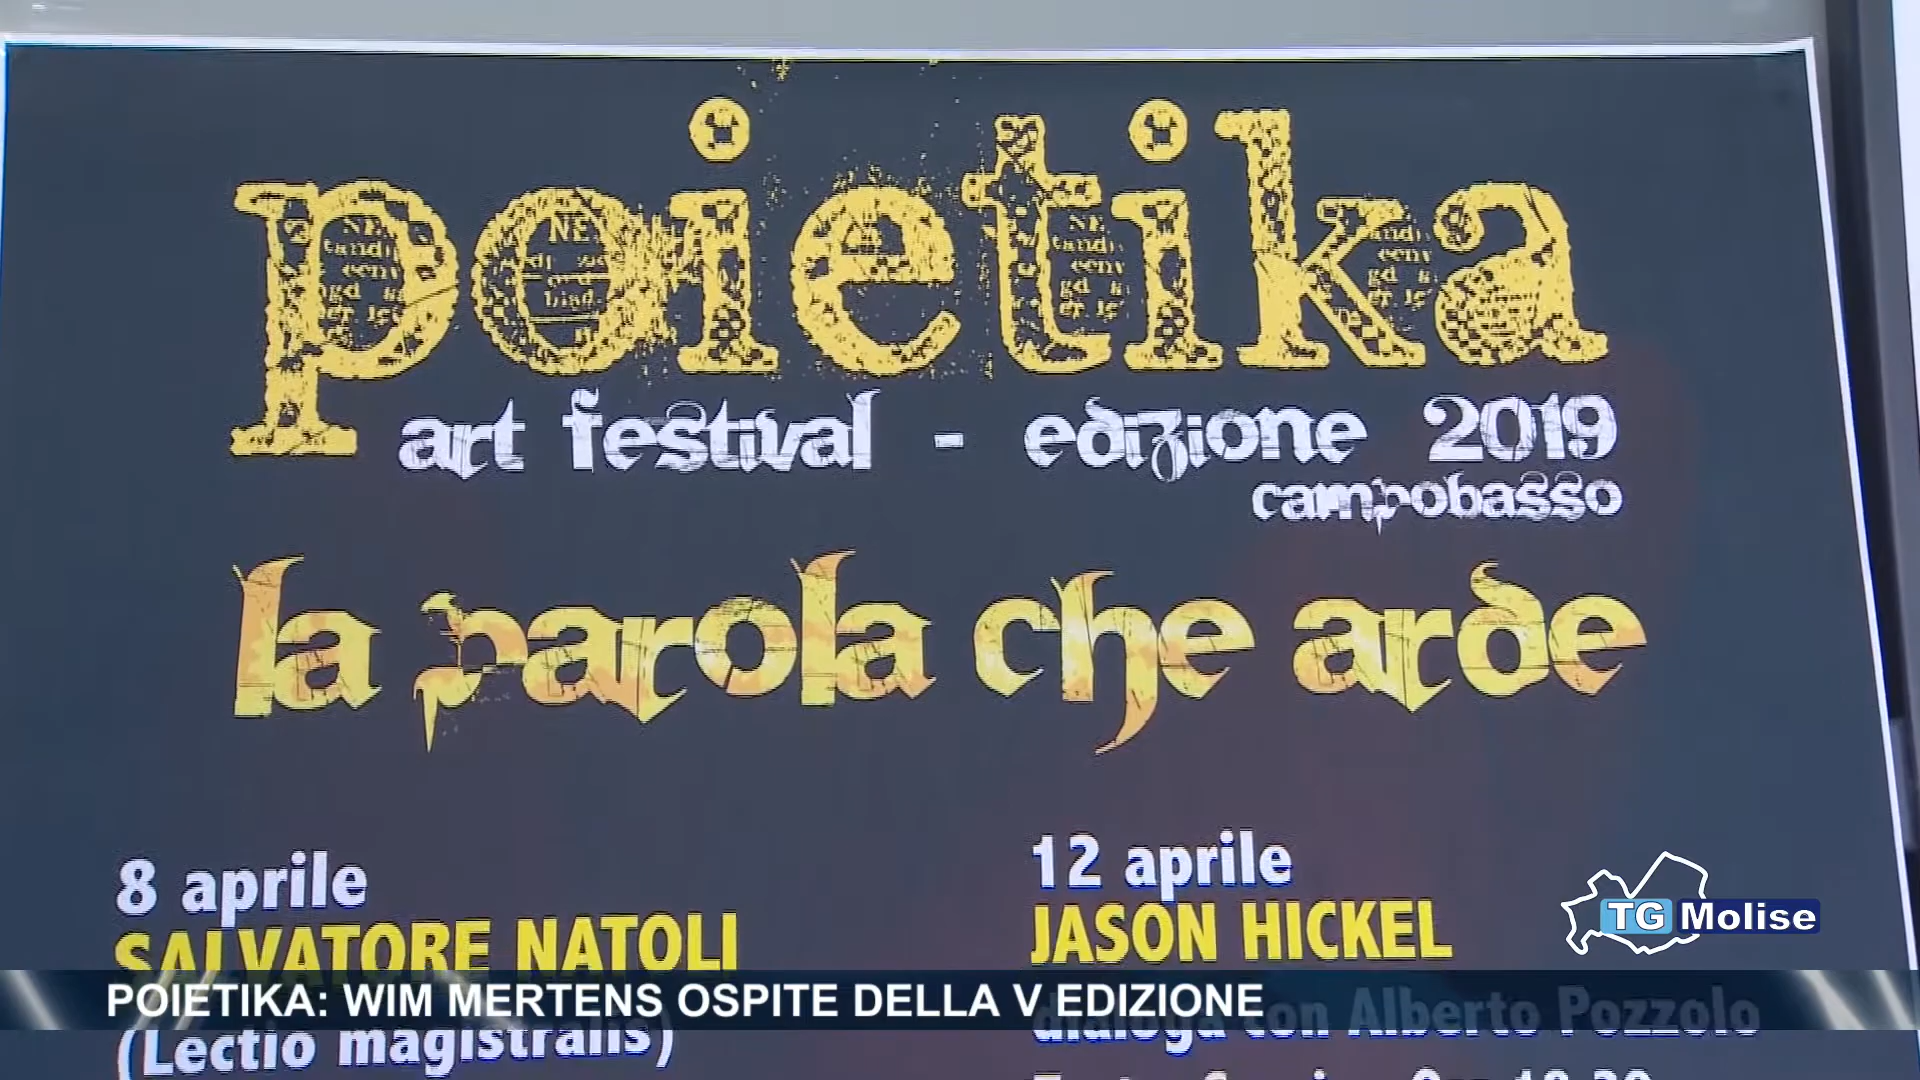 poietika
art festival - edizione 2019
campobasso
la parola che arde
8 aprile
SALVATORE NATOLI
(Lectio magistralis)
12 aprile
JASON HICKEL
dialoga con Alberto Pozzolo
TG Molise
POIETIKA: WIM MERTENS OSPITE DELLA V EDIZIONE